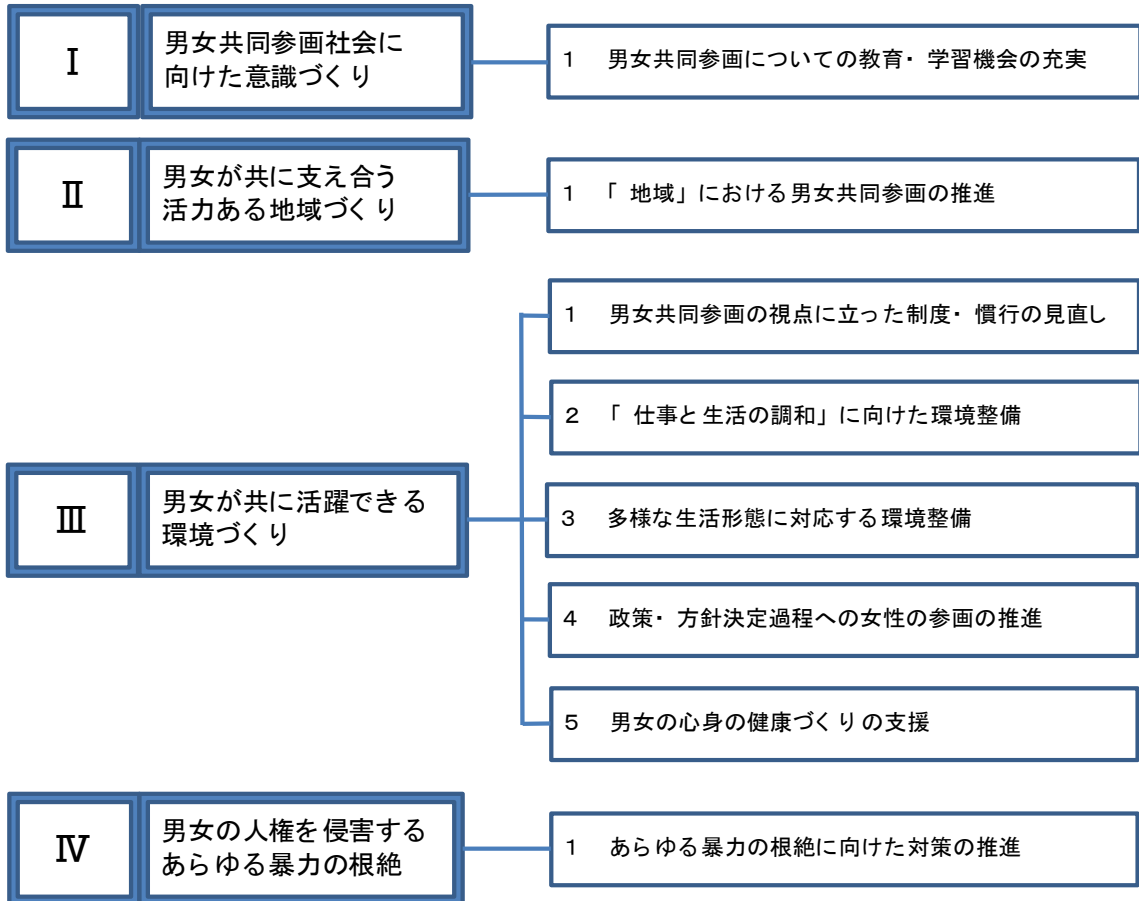 Ⅰ
男女共同参画社会に
向けた意識づくり
1 男女共同参画についての教育・学習機会の充実
Ⅱ
男女が共に支え合う
活力ある地域づくり
1 「地域」における男女共同参画の推進
Ⅲ
男女が共に活躍できる
環境づくり
1 男女共同参画の視点に立った制度・慣行の見直し
2 「仕事と生活の調和」に向けた環境整備
3 多様な生活形態に対応する環境整備
4 政策・方針決定過程への女性の参画の推進
5 男女の心身の健康づくりの支援
Ⅳ
男女の人権を侵害する
あらゆる暴力の根絶
1 あらゆる暴力の根絶に向けた対策の推進